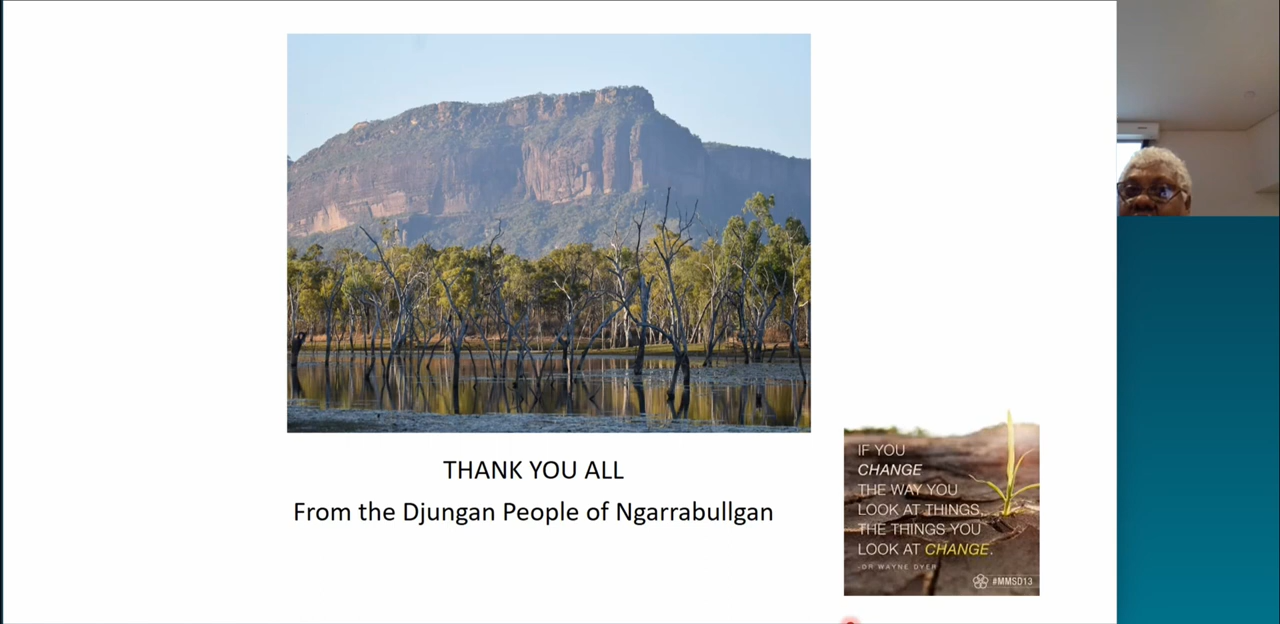 THANK YOU ALL
From the Djungan People of Ngarrabullgan
IF YOU
CHANGE
THE WAY YOU
LOOK AT THINGS,
THE THINGS YOU
LOOK AT CHANGE.
-DR WAYNE DYER
#MMSD13